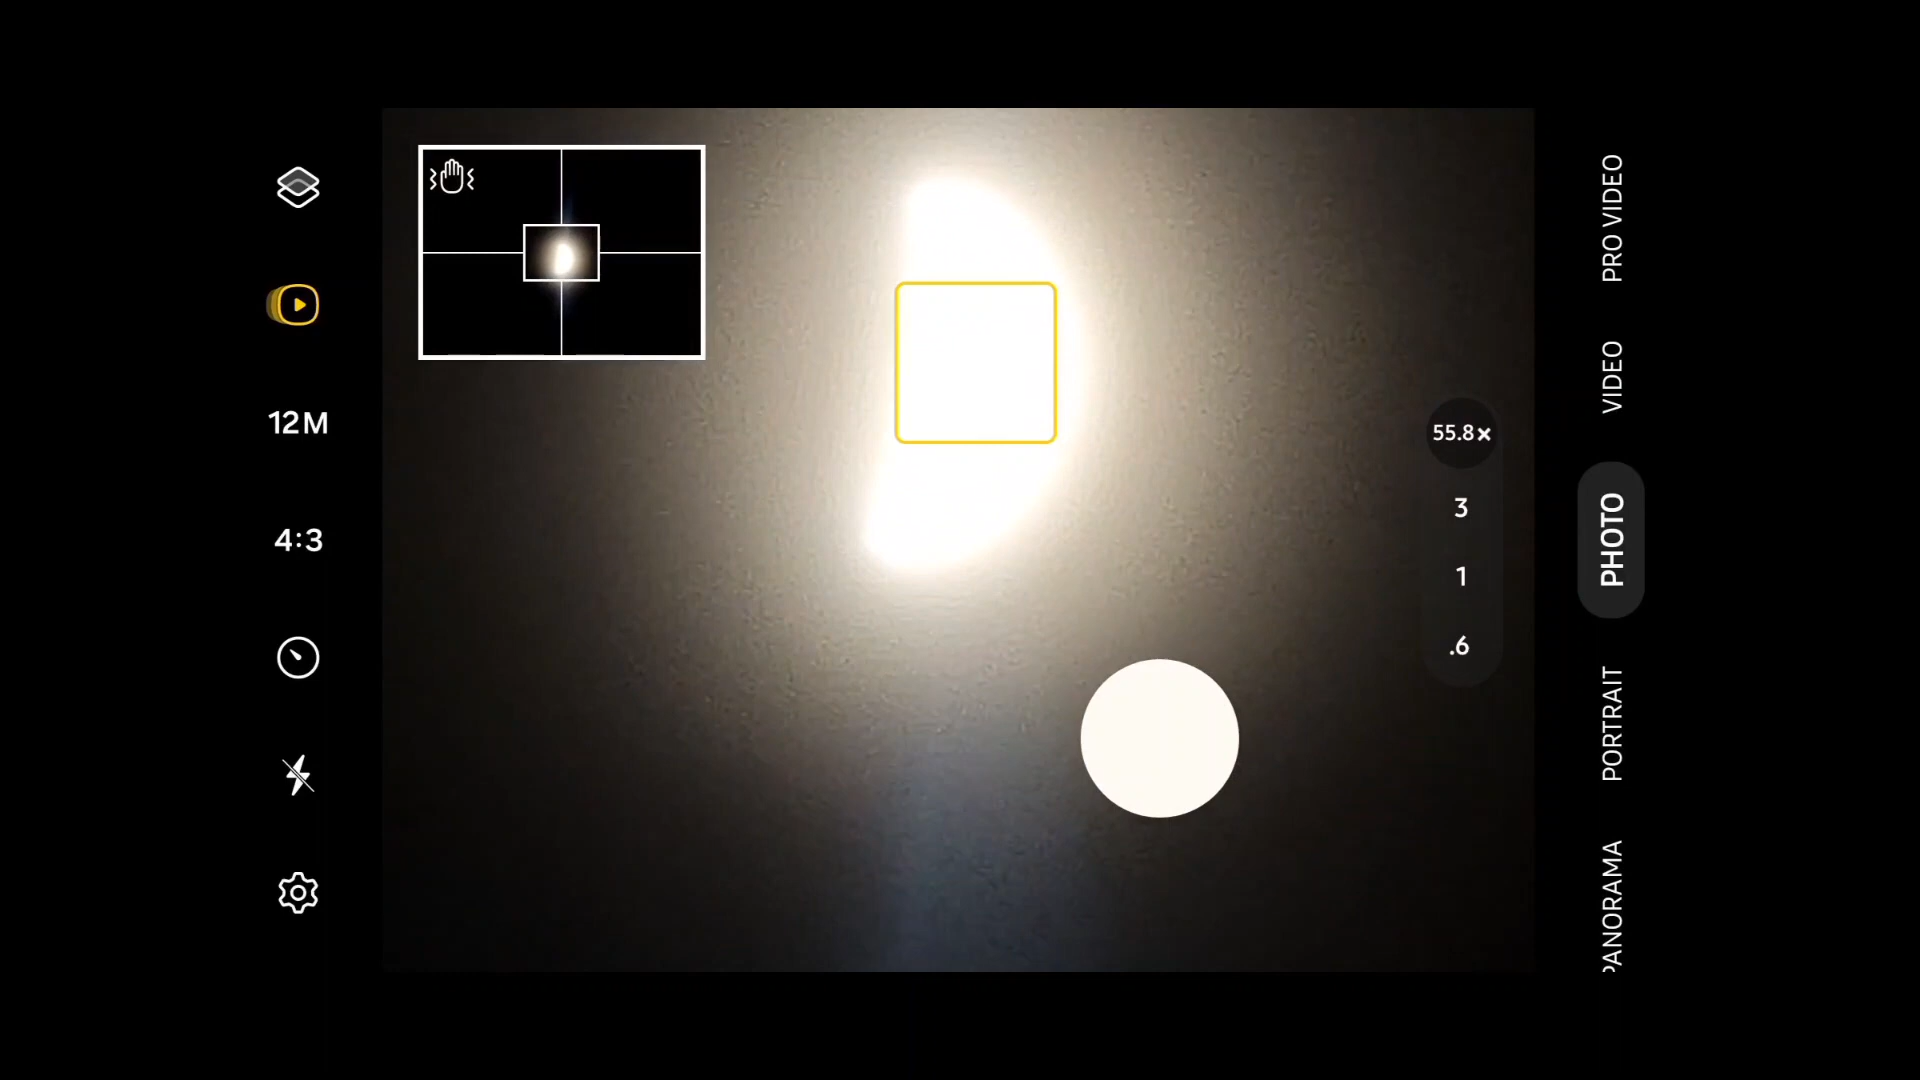 12M
4:3
55.8×
3
1
.6
PRO VIDEO
VIDEO
PHOTO
PORTRAIT
PANORAMA